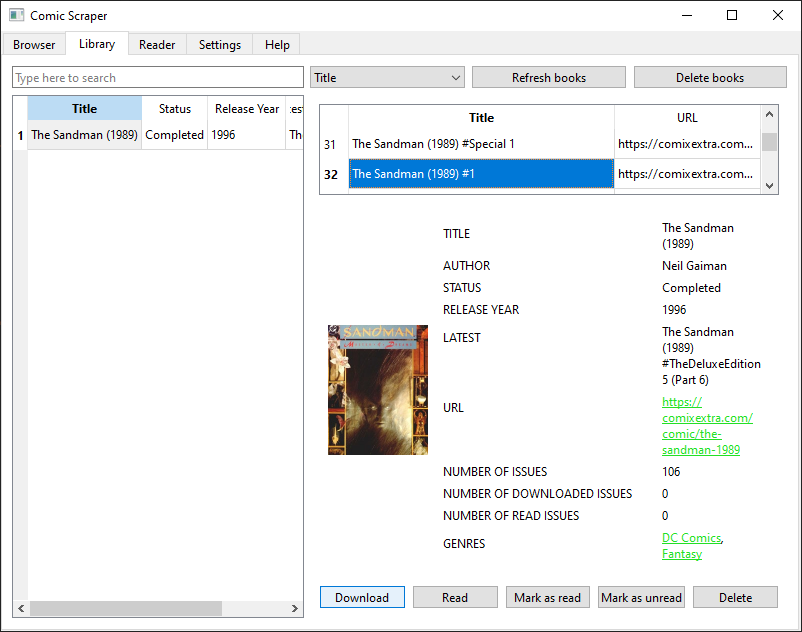 Comic Scraper
Browser Library Reader Settings Help
Type here to search Title Refresh books Delete books
Title Status Release Year
1 The Sandman (1989) Completed 1996 Th
Title URL
31 The Sandman (1989) #Special 1 https://comixextra.com...
32 The Sandman (1989) #1 https://comixextra.com...
TITLE The Sandman
(1989)
AUTHOR Neil Gaiman
STATUS Completed
RELEASE YEAR 1996
LATEST The Sandman
(1989)
#TheDeluxeEdition
5 (Part 6)
SANDMAN
URL https://
comixextra.com/
comic/the-
sandman-1989
NUMBER OF ISSUES 106
NUMBER OF DOWNLOADED ISSUES 0
NUMBER OF READ ISSUES 0
GENRES DC Comics,
Fantasy
Download Read Mark as read Mark as unread Delete